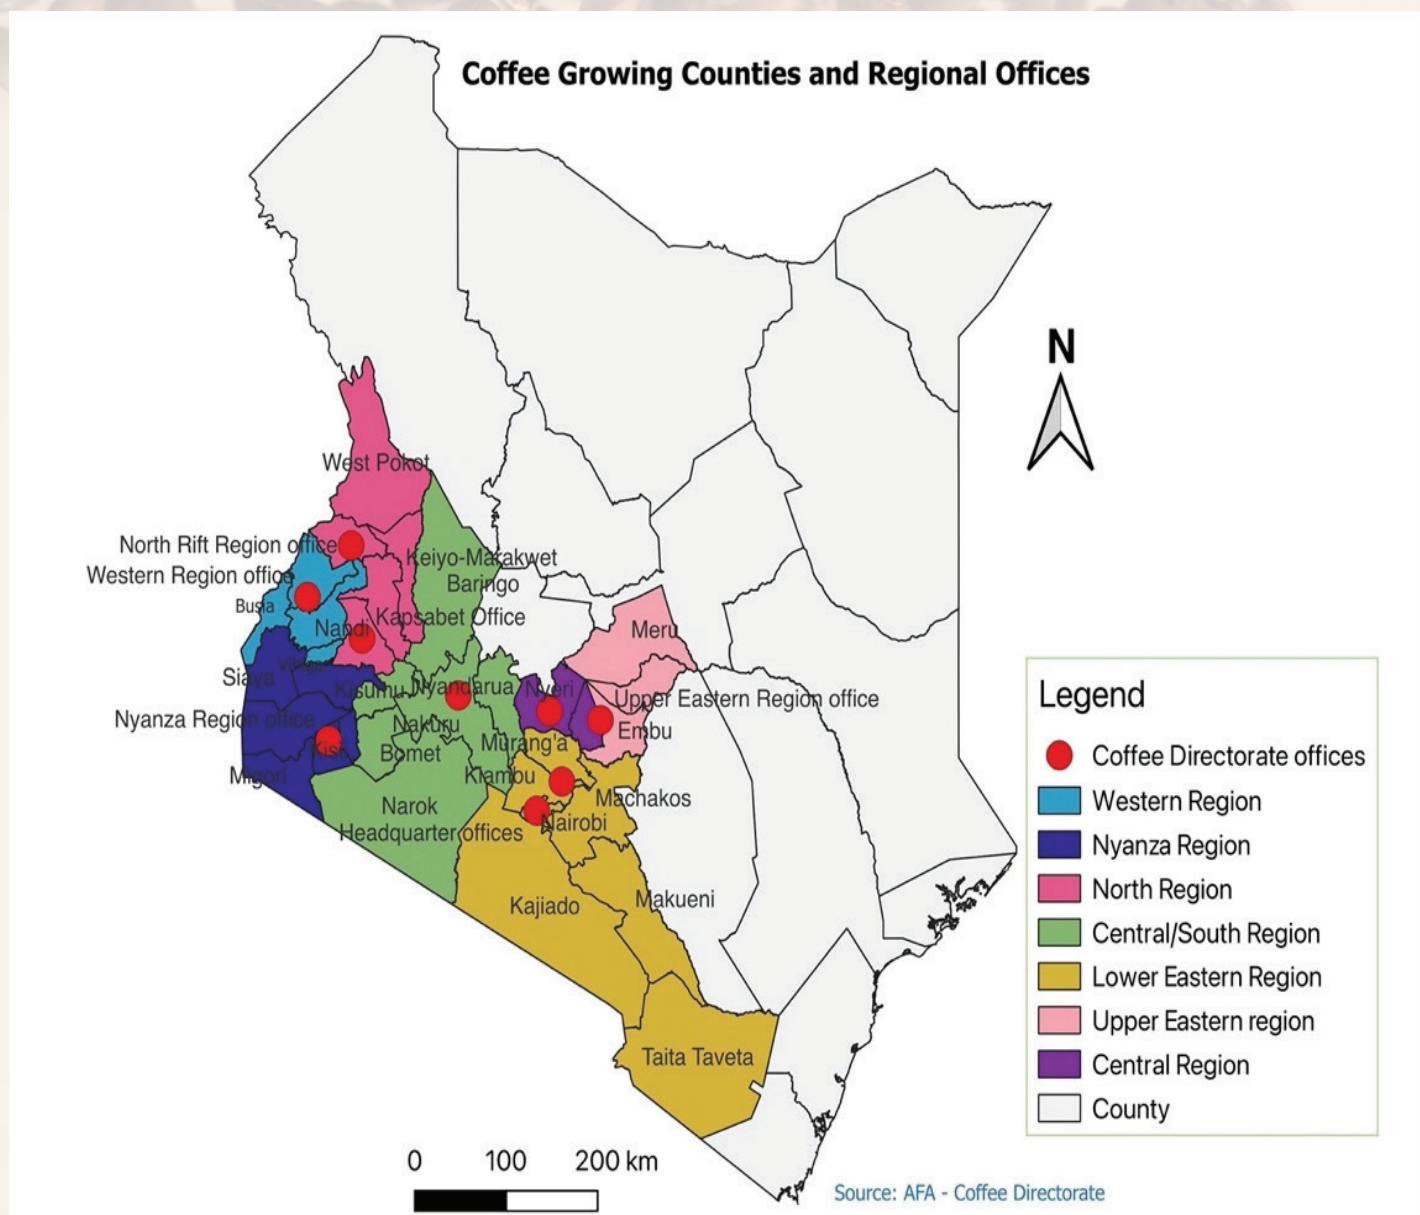 Coffee Growing Counties and Regional Offices
N
West Pokot
North Rift Region office
Keiyo-Marakwet
Western Region office
Baringo
Busia
Kapsabet Office
Nandi
Meru
Vihiga
Siaya
Kisumu
Nyandarua
Nyeri
Upper Eastern Region office
Nyanza Region office
Nakuru
Embu
Kisii
Bomet
Murang'a
Migori
Kiambu
Machakos
Narok
Nairobi
Headquarter offices
Kajiado
Makueni
Taita Taveta
Legend
Coffee Directorate offices
Western Region
Nyanza Region
North Region
Central/South Region
Lower Eastern Region
Upper Eastern region
Central Region
County
0 100 200 km
Source: AFA - Coffee Directorate